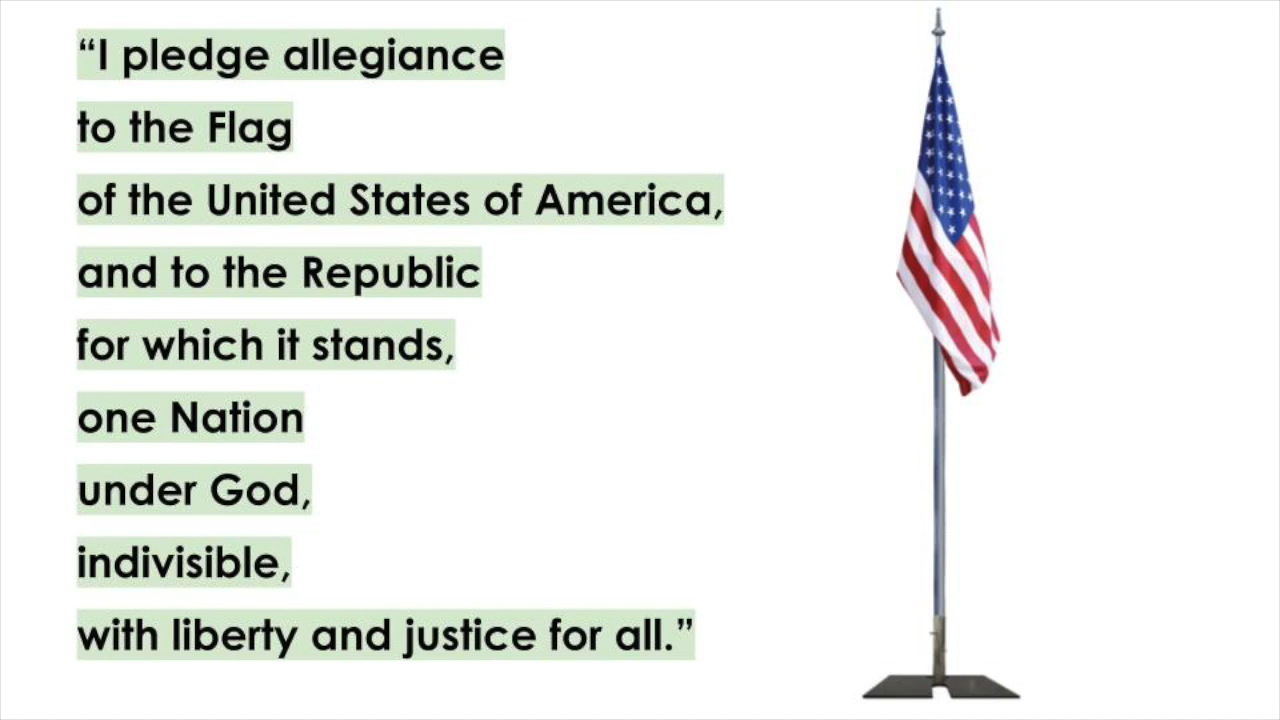 “I pledge allegiance
to the Flag
of the United States of America,
and to the Republic
for which it stands,
one Nation
under God,
indivisible,
with liberty and justice for all.”